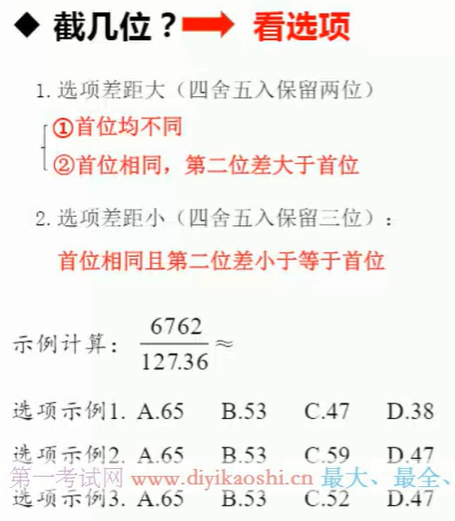 ◆ 截几位？➡ 看选项
1. 选项差距大（四舍五入保留两位）
①首位均不同
②首位相同，第二位差大于首位
2. 选项差距小（四舍五入保留三位）：
首位相同且第二位差小于等于首位
示例计算： 6762/127.36 ≈
选项示例1. A.65 B.53 C.47 D.38
选项示例2. A.65 B.53 C.59 D.47
第一考试网 www.diyikaoshi.cn 最大、最全、
选项示例3. A.65 B.53 C.52 D.47